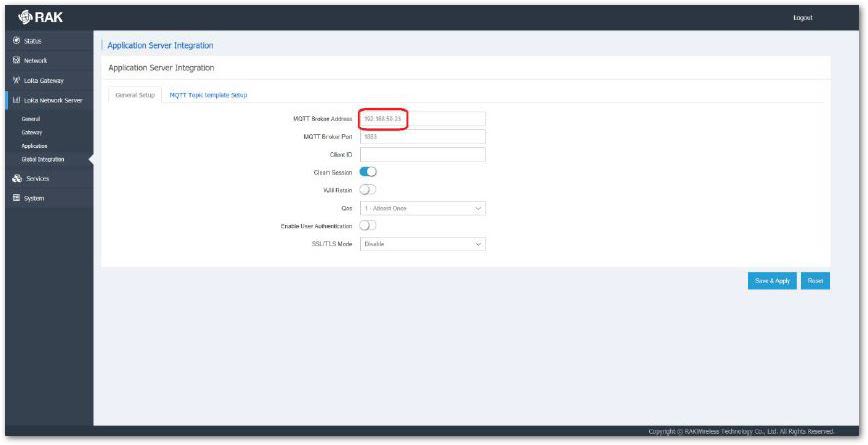 RAK
Logout
Status
Network
LoRa Gateway
LoRa Network Server
General
Gateway
Application
Global Integration
Services
System
Application Server Integration
Application Server Integration
General Setup
MQTT Topic template Setup
MQTT Broker Address
192.168.50.23
MQTT Broker Port
1883
Client ID
Clean Session
Will Retain
Qos
1 - Atleast Once
Enable User Authentication
SSL/TLS Mode
Disable
Save & Apply
Reset
Copyright © RAKWireless Technology Co., Ltd. All Rights Reserved.